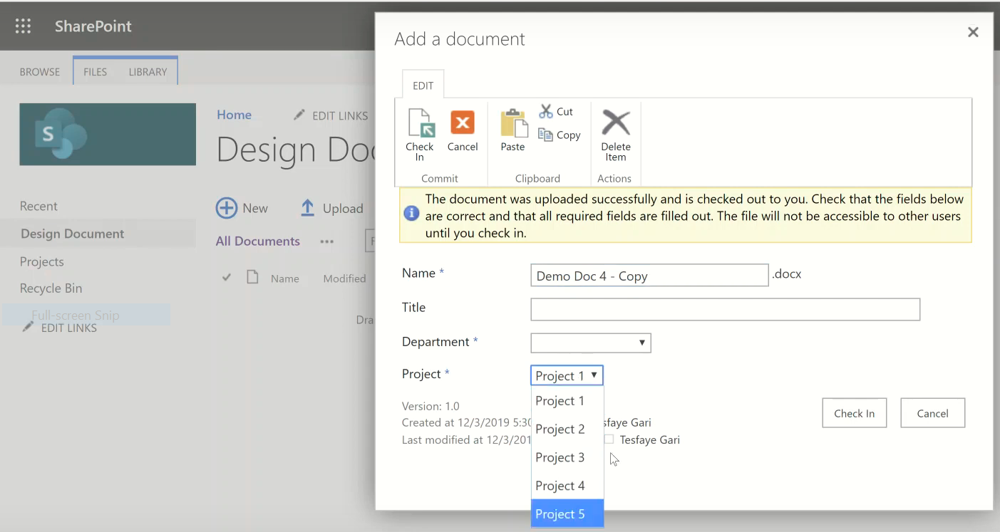 SharePoint
BROWSE FILES LIBRARY
S
Home EDIT LINKS
Design Doc
Recent
Design Document
Projects
Recycle Bin
Full-screen Snip
EDIT LINKS
New Upload
All Documents ... F
Name Modified
Dra
Add a document
EDIT
Check In
Cancel
Commit
Paste
Cut
Copy
Clipboard
Delete Item
Actions
The document was uploaded successfully and is checked out to you. Check that the fields below
are correct and that all required fields are filled out. The file will not be accessible to other users
until you check in.
Name * Demo Doc 4 - Copy .docx
Title
Department *
Project * Project 1
Project 1
Project 2
Project 3
Project 4
Project 5
Version: 1.0
Created at 12/3/2019 5:30 sfaye Gari
Last modified at 12/3/201 Tesfaye Gari
Check In Cancel